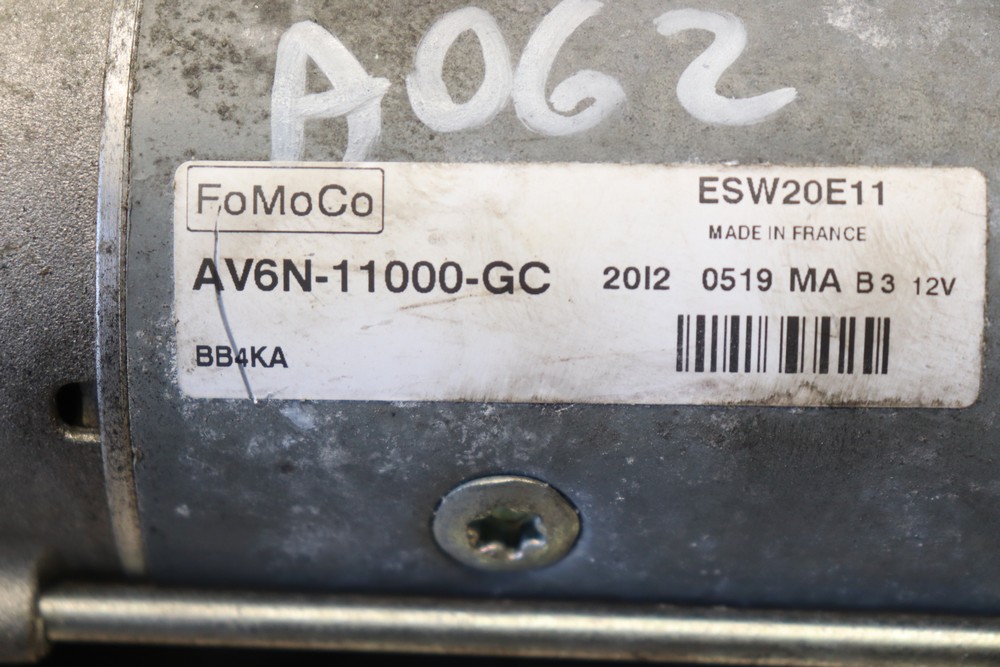 A062
FoMoCo
ESW20E11
MADE IN FRANCE
AV6N-11000-GC 2012 0519 MA B3 12V
BB4KA